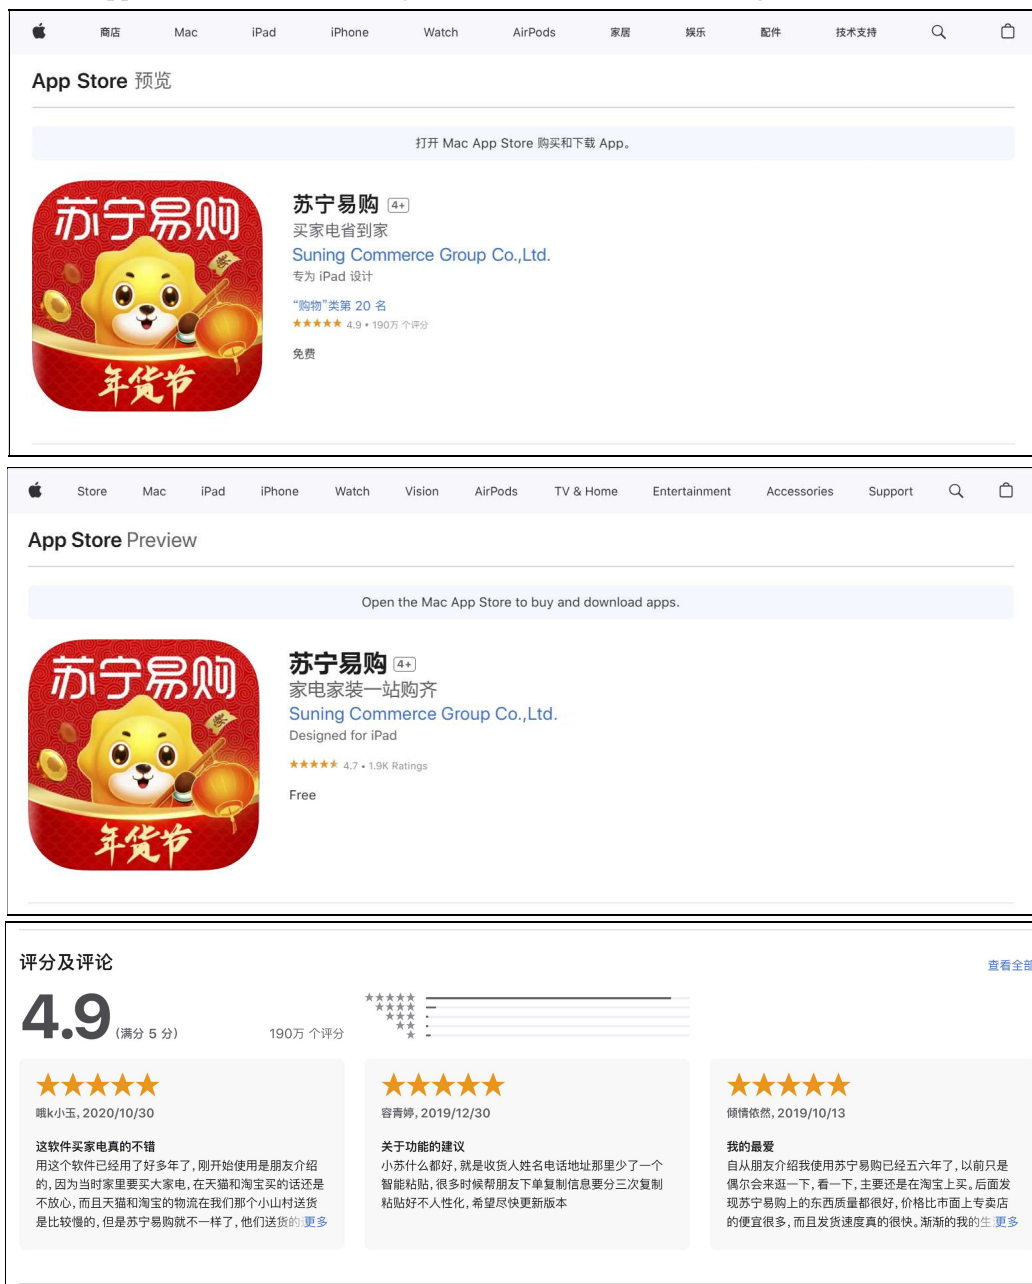 商店 Mac iPad iPhone Watch AirPods 家居 娱乐 配件 技术支持
App Store 预览
打开 Mac App Store 购买和下载 App。
苏宁易购
年货节
苏宁易购 4+
买家电省到家
Suning Commerce Group Co.,Ltd.
专为 iPad 设计
“购物”类第 20 名
★★★★★ 4.9 • 190万 个评分
免费
Store Mac iPad iPhone Watch Vision AirPods TV & Home Entertainment Accessories Support
App Store Preview
Open the Mac App Store to buy and download apps.
苏宁易购
年货节
苏宁易购 4+
家电家装一站购齐
Suning Commerce Group Co.,Ltd.
Designed for iPad
4.7 • 1.9K Ratings
Free
评分及评论
查看全部
4.9 (满分 5 分)
190万 个评分
哦k小玉, 2020/10/30
这软件买家电真的不错
用这个软件已经用了好多年了, 刚开始使用是朋友介绍
的, 因为当时家里要买大家电, 在天猫和淘宝买的话还是
不放心, 而且天猫和淘宝的物流在我们那个小山村送货
是比较慢的, 但是苏宁易购就不一样了, 他们送货的 更多
容青婷, 2019/12/30
关于功能的建议
小苏什么都好, 就是收货人姓名电话地址那里少了一个
智能粘贴, 很多时候帮朋友下单复制信息要分三次复制
粘贴好不人性化, 希望尽快更新版本
倾情依然, 2019/10/13
我的最爱
自从朋友介绍我使用苏宁易购已经五六年了, 以前只是
偶尔会来逛一下, 看一下, 主要还是在淘宝上买。后面发
现苏宁易购上的东西质量都很好, 价格比市面上专卖店
的便宜很多, 而且发货速度真的很快。渐渐的我的生 更多